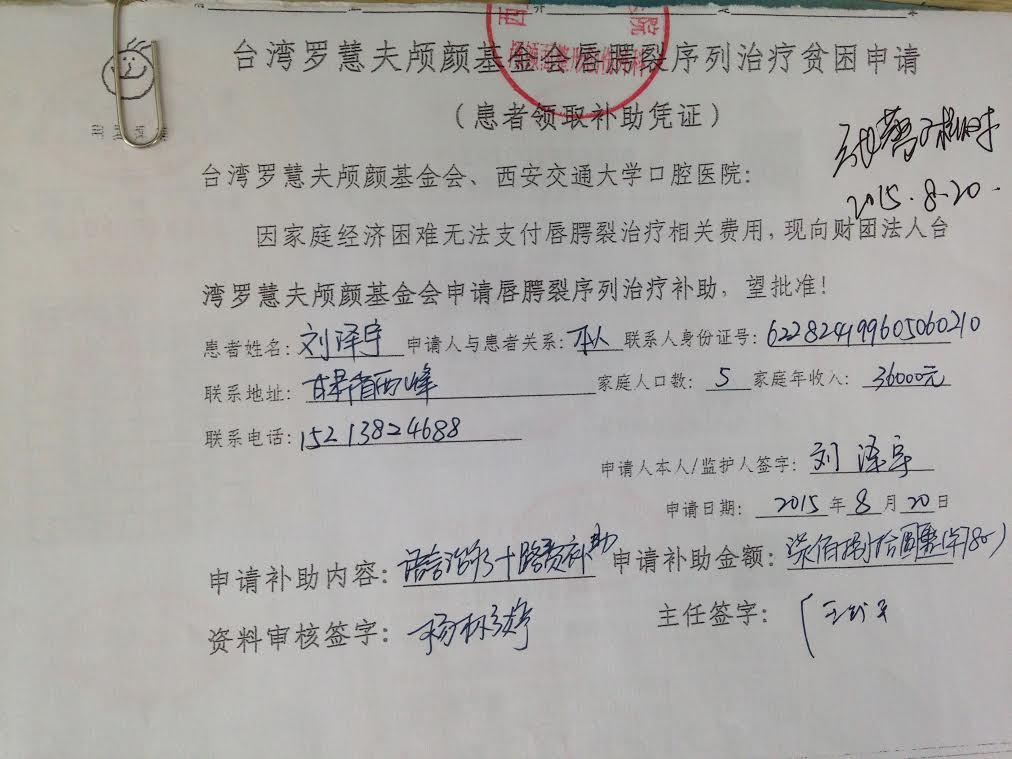 台湾罗慧夫颅颜基金会唇腭裂序列治疗贫困申请
（患者领取补助凭证）
2015.8.20.
台湾罗慧夫颅颜基金会、西安交通大学口腔医院：
因家庭经济困难无法支付唇腭裂治疗相关费用，现向财团法人台
湾罗慧夫颅颜基金会申请唇腭裂序列治疗补助，望批准！
患者姓名：刘泽宇 申请人与患者关系：本人 联系人身份证号：622824199605060210
联系地址：甘肃省西峰 家庭人口数：5 家庭年收入：36000元
联系电话：15213824688
申请人本人/监护人签字：刘泽宇
申请日期：2015年8月20日
申请补助内容：语言治疗+路费补助 申请补助金额：柒佰捌拾圆整(¥780)
资料审核签字： 主任签字：